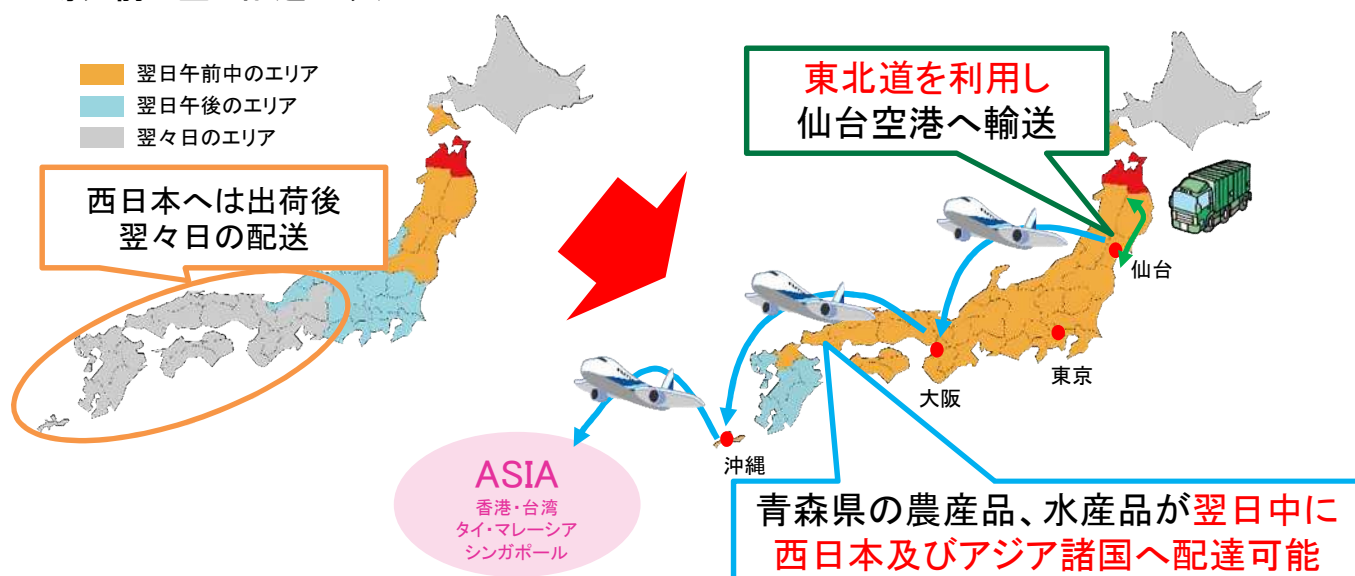 翌日午前中のエリア
翌日午後のエリア
翌々日のエリア
西日本へは出荷後
翌々日の配送
東北道を利用し
仙台空港へ輸送
仙台
東京
大阪
沖縄
ASIA
香港・台湾
タイ・マレーシア
シンガポール
青森県の農産品、水産品が翌日中に
西日本及びアジア諸国へ配達可能